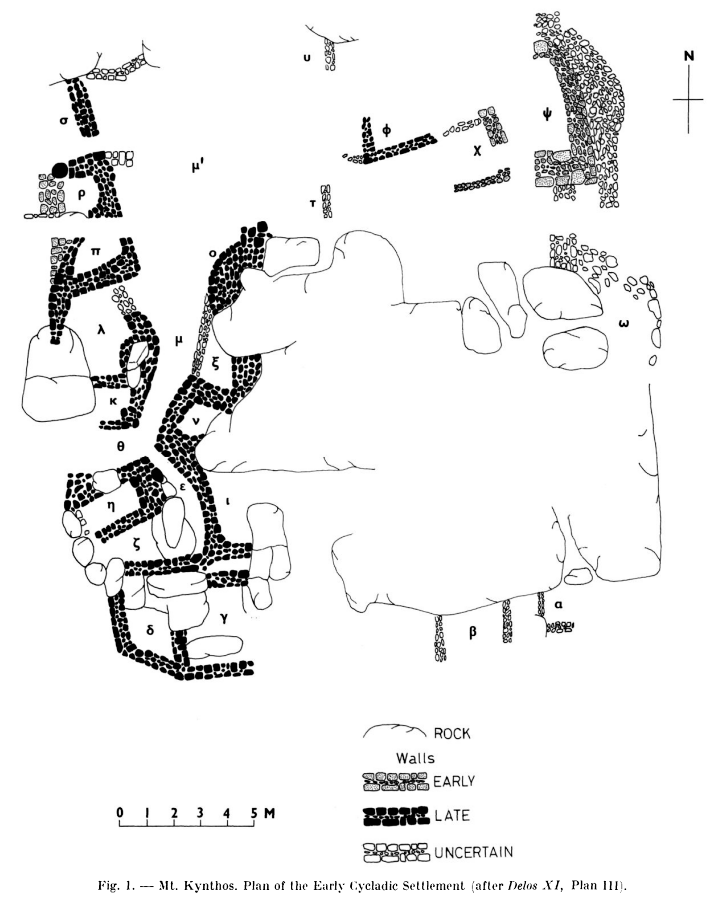 υ
N
σ
φ
ψ
χ
μ'
ρ
τ
π
ο
λ
μ
ω
ξ
κ
ν
θ
ε
η
ι
ζ
α
γ
δ
β
ROCK
Walls
EARLY
0 1 2 3 4 5 M
LATE
UNCERTAIN
Fig. 1. — Mt. Kynthos. Plan of the Early Cycladic Settlement (after Delos XI, Plan III).